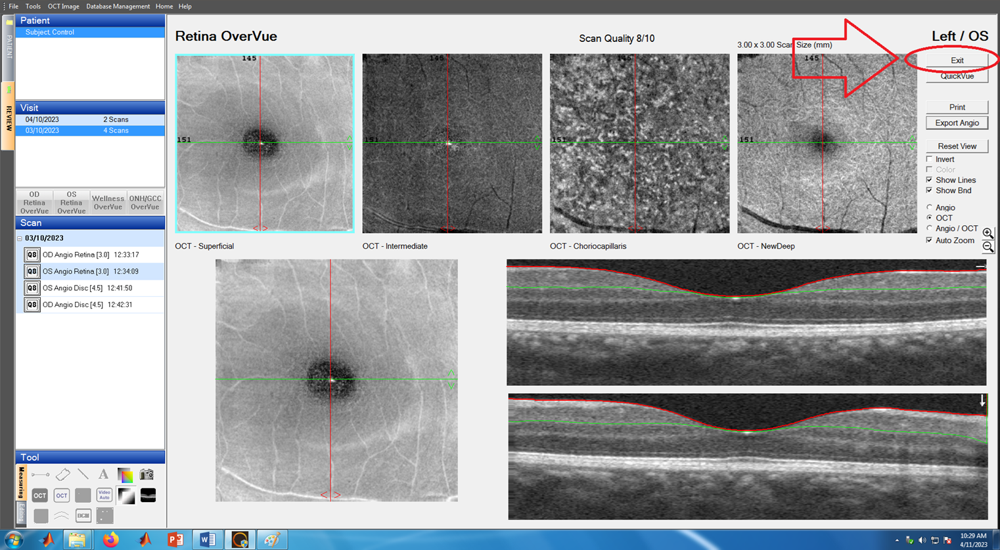 File Tools OCT Image Database Management Home Help
PATIENT
REVIEW
Patient
Subject, Control
Visit
04/10/2023 2 Scans
03/10/2023 4 Scans
OD Retina OverVue
OS Retina OverVue
Wellness OverVue
ONH/GCC OverVue
Scan
03/10/2023
Q8 OD Angio Retina [3.0] 12:33:17
Q8 OS Angio Retina [3.0] 12:34:09
Q8 OS Angio Disc [4.5] 12:41:50
Q8 OD Angio Disc [4.5] 12:42:31
Tool
Measuring
Editing
A
OCT OCT Video Auto
DCM
Retina OverVue
Scan Quality 8/10
3.00 x 3.00 Scan Size (mm)
Left / OS
145 145 145 145
151 151 151 151
OCT - Superficial
OCT - Intermediate
OCT - Choriocapillaris
OCT - NewDeep
Exit
QuickVue
Print
Export Angio
Reset View
Invert
Color
Show Lines
Show Bnd
Angio
OCT
Angio / OCT
Auto Zoom
10:29 AM
4/11/2023